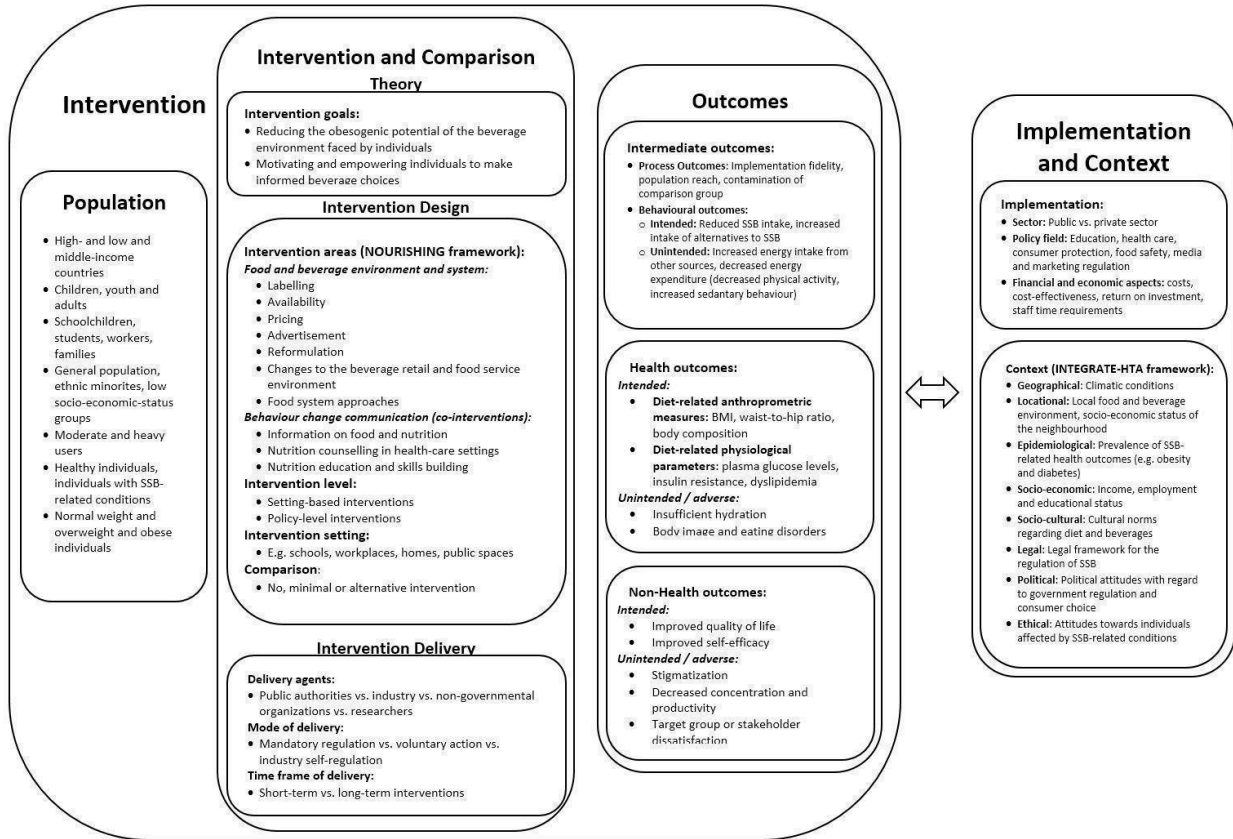 Intervention
Population
• High- and low and
middle-income
countries
• Children, youth and
adults
• Schoolchildren,
students, workers,
families
• General population,
ethnic minorites, low
socio-economic-status
groups
• Moderate and heavy
users
• Healthy individuals,
individuals with SSB-
related conditions
• Normal weight and
overweight and obese
individuals
Intervention and Comparison
Theory
Intervention goals:
• Reducing the obesogenic potential of the beverage
environment faced by individuals
• Motivating and empowering individuals to make
informed beverage choices
Intervention Design
Intervention areas (NOURISHING framework):
Food and beverage environment and system:
• Labelling
• Availability
• Pricing
• Advertisement
• Reformulation
• Changes to the beverage retail and food service
environment
• Food system approaches
Behaviour change communication (co-interventions):
• Information on food and nutrition
• Nutrition counselling in health-care settings
• Nutrition education and skills building
Intervention level:
• Setting-based interventions
• Policy-level interventions
Intervention setting:
• E.g. schools, workplaces, homes, public spaces
Comparison:
• No, minimal or alternative intervention
Intervention Delivery
Delivery agents:
• Public authorities vs. industry vs. non-governmental
organizations vs. researchers
Mode of delivery:
• Mandatory regulation vs. voluntary action vs.
industry self-regulation
Time frame of delivery:
• Short-term vs. long-term interventions
Outcomes
Intermediate outcomes:
• Process Outcomes: Implementation fidelity,
population reach, contamination of
comparison group
• Behavioural outcomes:
o Intended: Reduced SSB intake, increased
intake of alternatives to SSB
o Unintended: Increased energy intake from
other sources, decreased energy
expenditure (decreased physical activity,
increased sedantary behaviour)
Health outcomes:
Intended:
• Diet-related anthroprometric
measures: BMI, waist-to-hip ratio,
body composition
• Diet-related physiological
parameters: plasma glucose levels,
insulin resistance, dyslipidemia
Unintended / adverse:
• Insufficient hydration
• Body image and eating disorders
Non-Health outcomes:
Intended:
• Improved quality of life
• Improved self-efficacy
Unintended / adverse:
• Stigmatization
• Decreased concentration and
productivity
• Target group or stakeholder
dissatisfaction
Implementation
and Context
Implementation:
• Sector: Public vs. private sector
• Policy field: Education, health care,
consumer protection, food safety, media
and marketing regulation
• Financial and economic aspects: costs,
cost-effectiveness, return on investment,
staff time requirements
Context (INTEGRATE-HTA framework):
• Geographical: Climatic conditions
• Locational: Local food and beverage
environment, socio-economic status of
the neighbourhood
• Epidemiological: Prevalence of SSB-
related health outcomes (e.g. obesity
and diabetes)
• Socio-economic: Income, employment
and educational status
• Socio-cultural: Cultural norms
regarding diet and beverages
• Legal: Legal framework for the
regulation of SSB
• Political: Political attitudes with regard
to government regulation and
consumer choice
• Ethical: Attitudes towards individuals
affected by SSB-related conditions